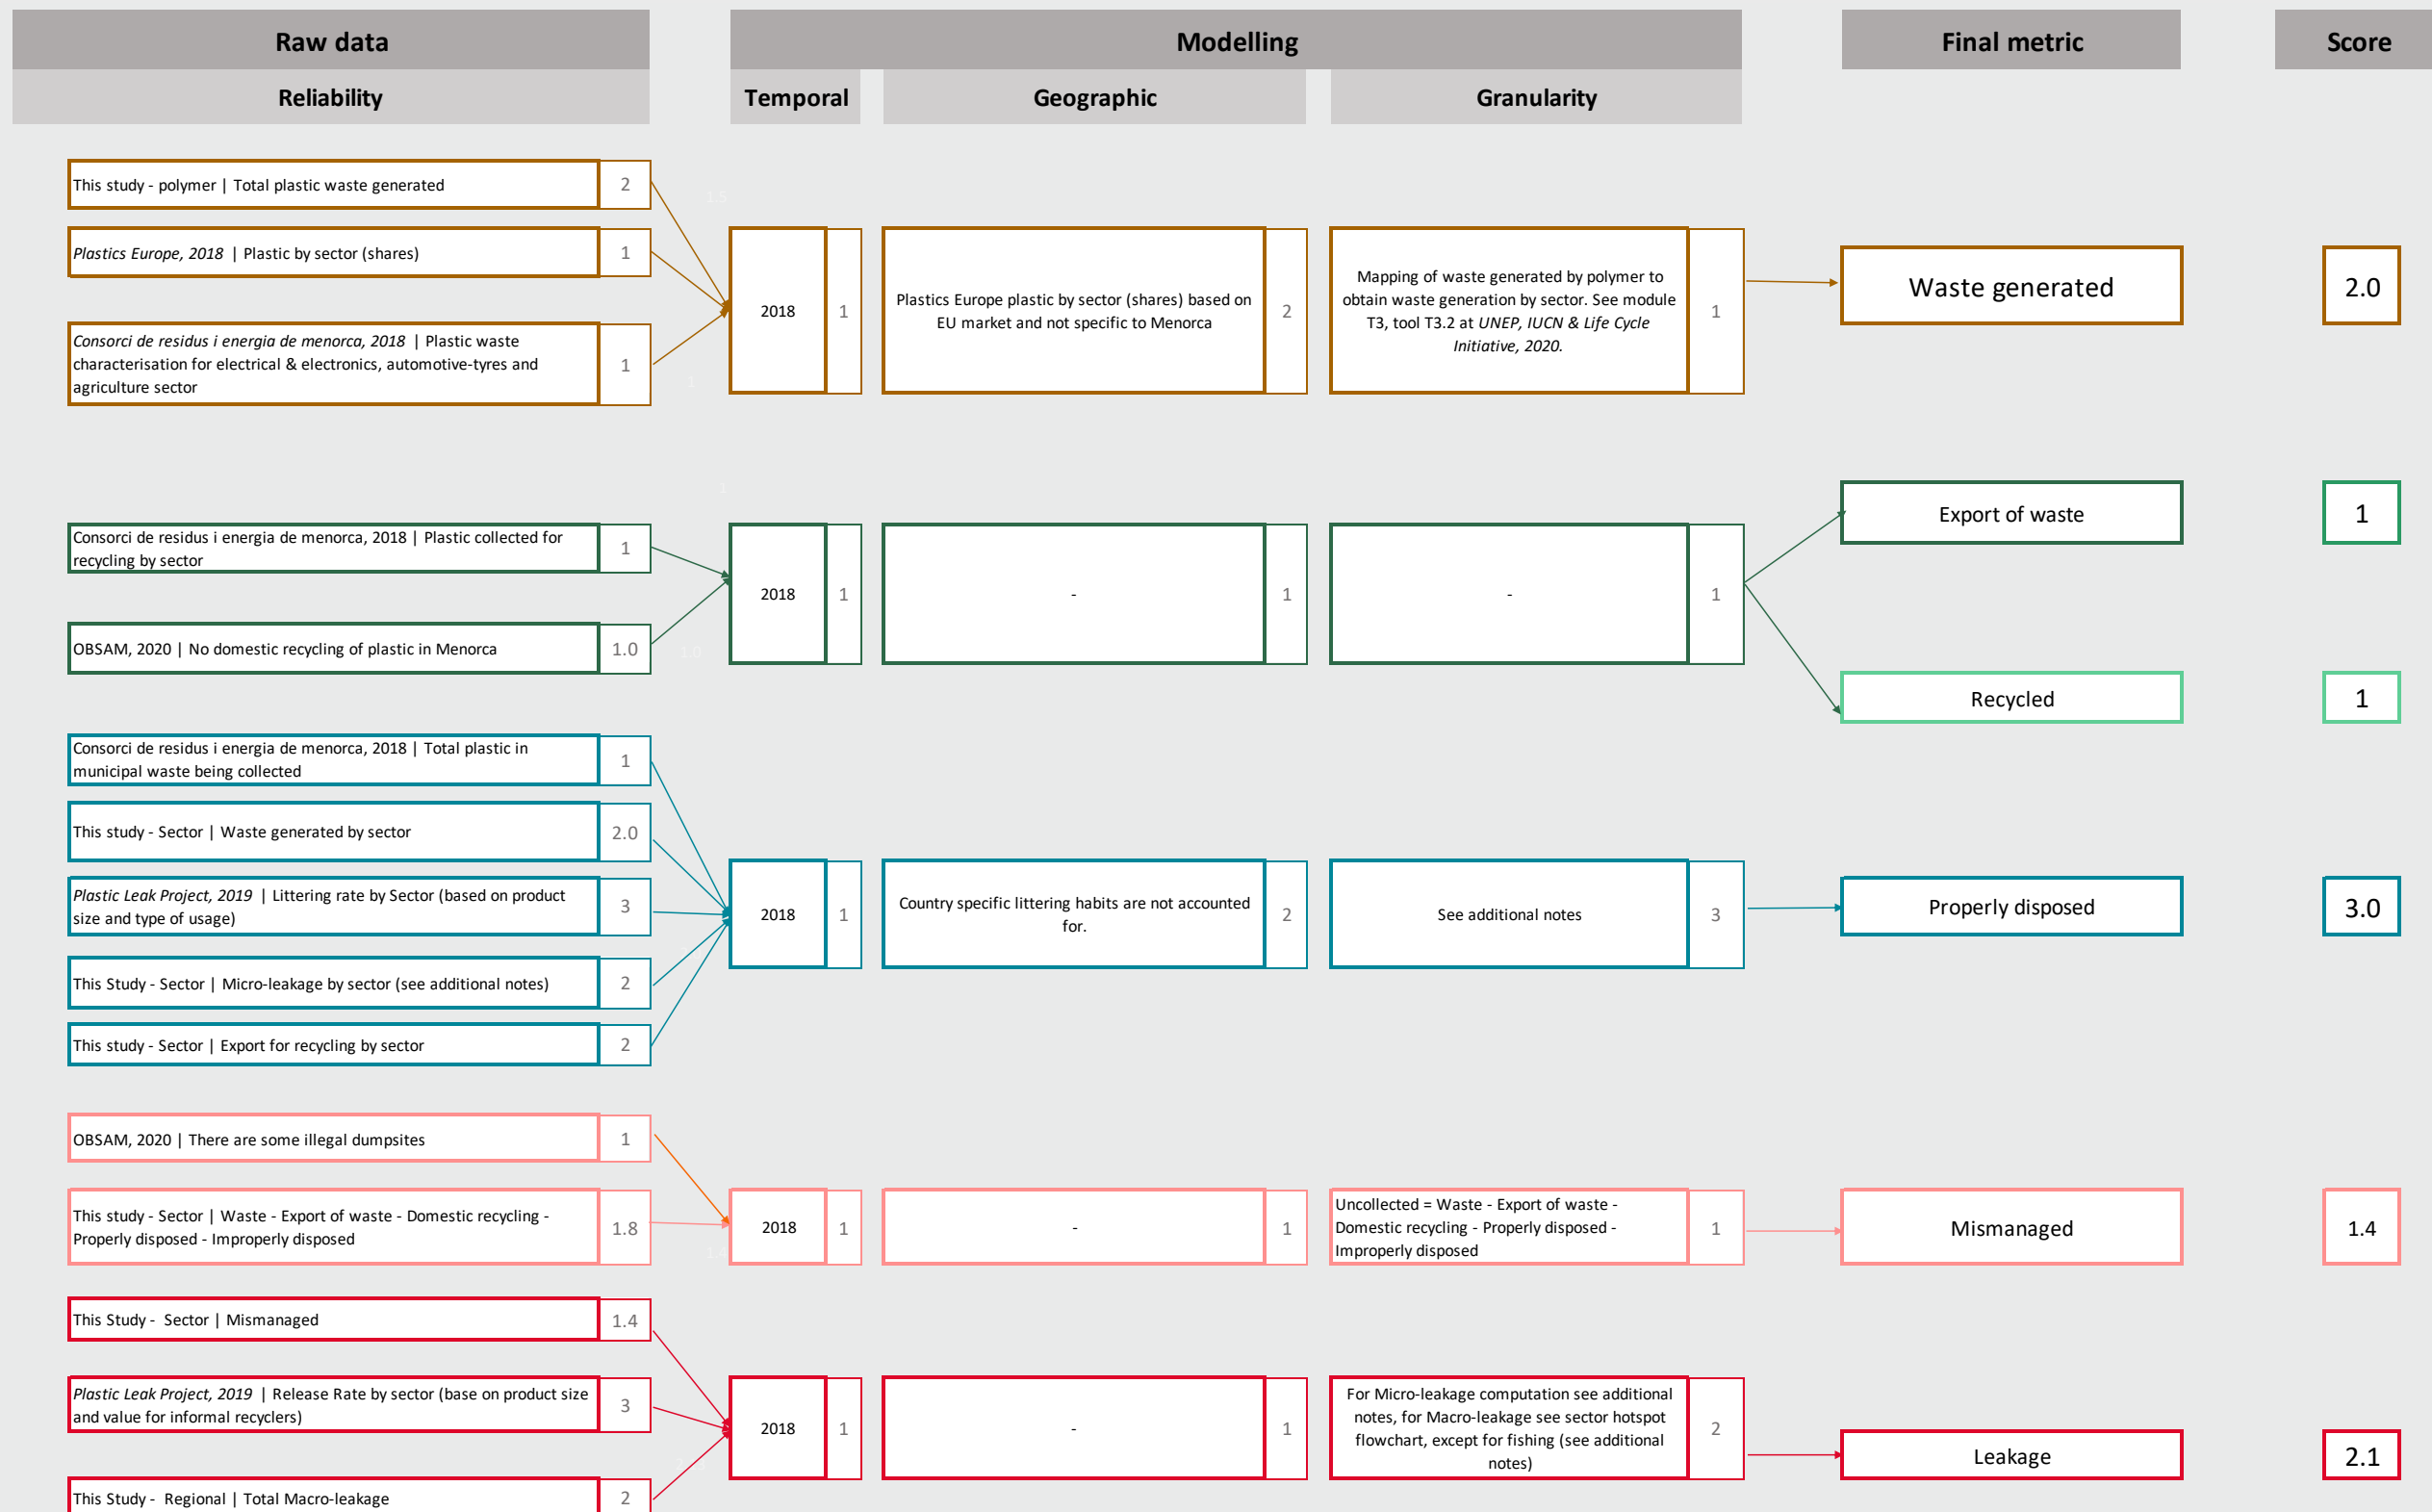 Raw data
Modelling
Final metric
Score
Reliability
Temporal
Geographic
Granularity
This study - polymer | Total plastic waste generated
2
1.5
Plastics Europe, 2018 | Plastic by sector (shares)
1
Consorci de residus i energia de menorca, 2018 | Plastic waste
characterisation for electrical & electronics, automotive-tyres and
agriculture sector
1
1
2018
1
Plastics Europe plastic by sector (shares) based on
EU market and not specific to Menorca
2
Mapping of waste generated by polymer to
obtain waste generation by sector. See module
T3, tool T3.2 at UNEP, IUCN & Life Cycle
Initiative, 2020.
1
Waste generated
2.0
1
Consorci de residus i energia de menorca, 2018 | Plastic collected for
recycling by sector
1
OBSAM, 2020 | No domestic recycling of plastic in Menorca
1.0
1.0
2018
1
-
1
-
1
Export of waste
1
Recycled
1
Consorci de residus i energia de menorca, 2018 | Total plastic in
municipal waste being collected
1
This study - Sector | Waste generated by sector
2.0
Plastic Leak Project, 2019 | Littering rate by Sector (based on product
size and type of usage)
3
This Study - Sector | Micro-leakage by sector (see additional notes)
2
This study - Sector | Export for recycling by sector
2
2018
1
Country specific littering habits are not accounted
for.
2
See additional notes
3
Properly disposed
3.0
OBSAM, 2020 | There are some illegal dumpsites
1
This study - Sector | Waste - Export of waste - Domestic recycling -
Properly disposed - Improperly disposed
1.8
2018
1
-
1
Uncollected = Waste - Export of waste -
Domestic recycling - Properly disposed -
Improperly disposed
1
Mismanaged
1.4
This Study - Sector | Mismanaged
1.4
Plastic Leak Project, 2019 | Release Rate by sector (base on product size
and value for informal recyclers)
3
This Study - Regional | Total Macro-leakage
2
2018
1
-
1
For Micro-leakage computation see additional
notes, for Macro-leakage see sector hotspot
flowchart, except for fishing (see additional
notes)
2
Leakage
2.1